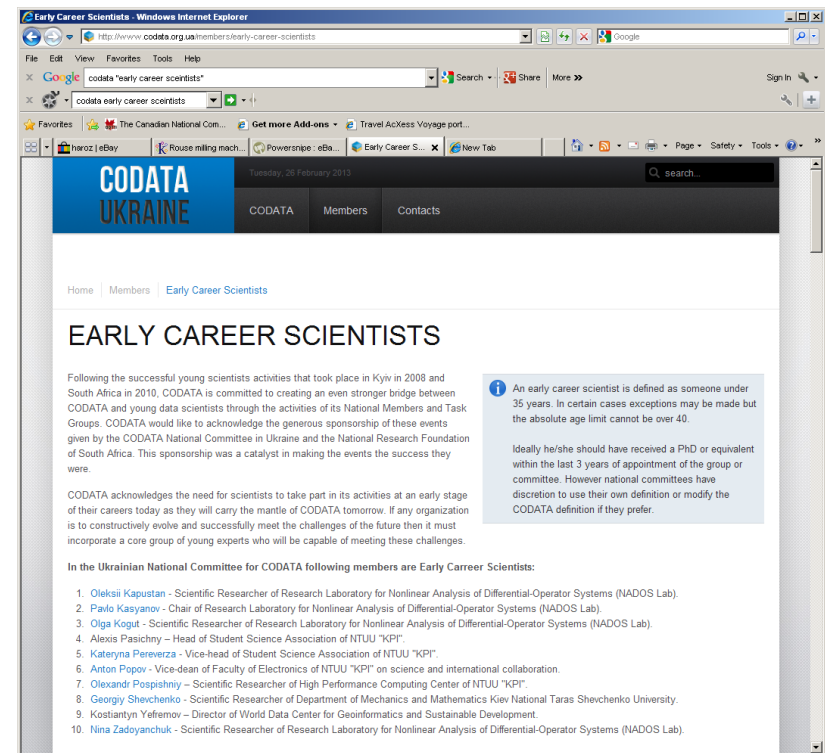 Early Career Scientists - Windows Internet Explorer
http://www.codata.org.ua/members/early-career-scientists
Google
File Edit View Favorites Tools Help
Google codata "early career sceintists" Search Share More » Sign In
codata early career sceintists
Favorites The Canadian National Com... Get more Add-ons Travel AcXess Voyage port...
haroz | eBay Rouse milling mach... Powersnipe : eBa... Early Career S... New Tab Page Safety Tools »
CODATA
UKRAINE
Tuesday, 26 February 2013
search...
CODATA Members Contacts
Home Members Early Career Scientists
EARLY CAREER SCIENTISTS
Following the successful young scientists activities that took place in Kyiv in 2008 and
South Africa in 2010, CODATA is committed to creating an even stronger bridge between
CODATA and young data scientists through the activities of its National Members and Task
Groups. CODATA would like to acknowledge the generous sponsorship of these events
given by the CODATA National Committee in Ukraine and the National Research Foundation
of South Africa. This sponsorship was a catalyst in making the events the success they
were.
CODATA acknowledges the need for scientists to take part in its activities at an early stage
of their careers today as they will carry the mantle of CODATA tomorrow. If any organization
is to constructively evolve and successfully meet the challenges of the future then it must
incorporate a core group of young experts who will be capable of meeting these challenges.
An early career scientist is defined as someone under
35 years. In certain cases exceptions may be made but
the absolute age limit cannot be over 40.
Ideally he/she should have received a PhD or equivalent
within the last 3 years of appointment of the group or
committee. However national committees have
discretion to use their own definition or modify the
CODATA definition if they prefer.
In the Ukrainian National Committee for CODATA following members are Early Carreer Scientists:
1. Oleksii Kapustan - Scientific Researcher of Research Laboratory for Nonlinear Analysis of Differential-Operator Systems (NADOS Lab).
2. Pavlo Kasyanov - Chair of Research Laboratory for Nonlinear Analysis of Differential-Operator Systems (NADOS Lab).
3. Olga Kogut - Scientific Researcher of Research Laboratory for Nonlinear Analysis of Differential-Operator Systems (NADOS Lab).
4. Alexis Pasichny – Head of Student Science Association of NTUU "KPI".
5. Kateryna Pereverza - Vice-head of Student Science Association of NTUU "KPI".
6. Anton Popov - Vice-dean of Faculty of Electronics of NTUU "KPI" on science and international collaboration.
7. Olexandr Pospishniy – Scientific Researcher of High Performance Computing Center of NTUU "KPI".
8. Georgiy Shevchenko - Scientific Researcher of Department of Mechanics and Mathematics Kiev National Taras Shevchenko University.
9. Kostiantyn Yefremov – Director of World Data Center for Geoinformatics and Sustainable Development.
10. Nina Zadoyanchuk - Scientific Researcher of Research Laboratory for Nonlinear Analysis of Differential-Operator Systems (NADOS Lab).